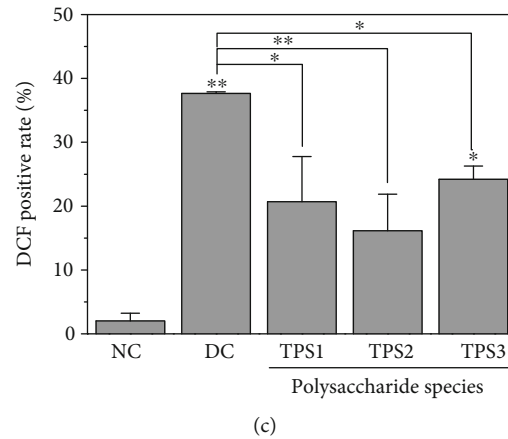 50
40
30
20
10
0
DCF positive rate (%)
*
**
*
**
*
NC DC TPS1 TPS2 TPS3
Polysaccharide species
(c)